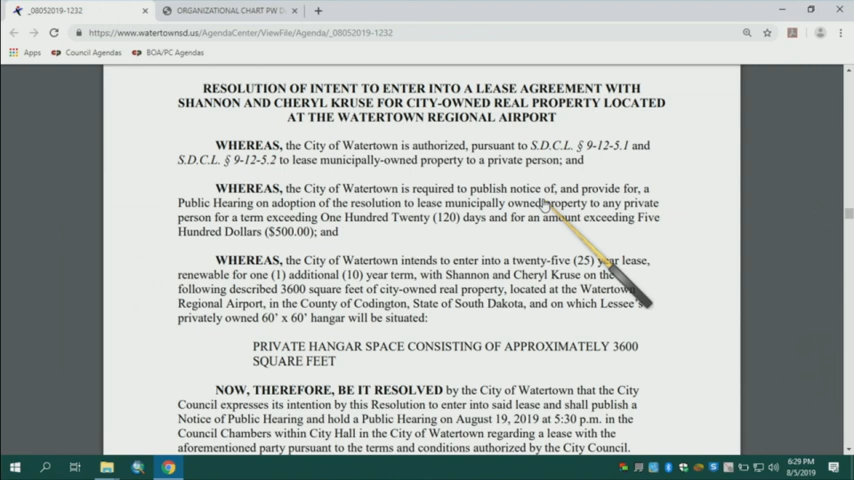 _08052019-1232
ORGANIZATIONAL CHART PW D
https://www.watertownsd.us/AgendaCenter/ViewFile/Agenda/_08052019-1232
Apps
Council Agendas
BOA/PC Agendas
RESOLUTION OF INTENT TO ENTER INTO A LEASE AGREEMENT WITH
SHANNON AND CHERYL KRUSE FOR CITY-OWNED REAL PROPERTY LOCATED
AT THE WATERTOWN REGIONAL AIRPORT
WHEREAS, the City of Watertown is authorized, pursuant to S.D.C.L. § 9-12-5.1 and
S.D.C.L. § 9-12-5.2 to lease municipally-owned property to a private person; and
WHEREAS, the City of Watertown is required to publish notice of, and provide for, a
Public Hearing on adoption of the resolution to lease municipally owned property to any private
person for a term exceeding One Hundred Twenty (120) days and for an amount exceeding Five
Hundred Dollars ($500.00); and
WHEREAS, the City of Watertown intends to enter into a twenty-five (25) year lease,
renewable for one (1) additional (10) year term, with Shannon and Cheryl Kruse on the
following described 3600 square feet of city-owned real property, located at the Watertown
Regional Airport, in the County of Codington, State of South Dakota, and on which Lessee's
privately owned 60' x 60' hangar will be situated:
PRIVATE HANGAR SPACE CONSISTING OF APPROXIMATELY 3600
SQUARE FEET
NOW, THEREFORE, BE IT RESOLVED by the City of Watertown that the City
Council expresses its intention by this Resolution to enter into said lease and shall publish a
Notice of Public Hearing and hold a Public Hearing on August 19, 2019 at 5:30 p.m. in the
Council Chambers within City Hall in the City of Watertown regarding a lease with the
aforementioned party pursuant to the terms and conditions authorized by the City Council.
6:29 PM
8/5/2019